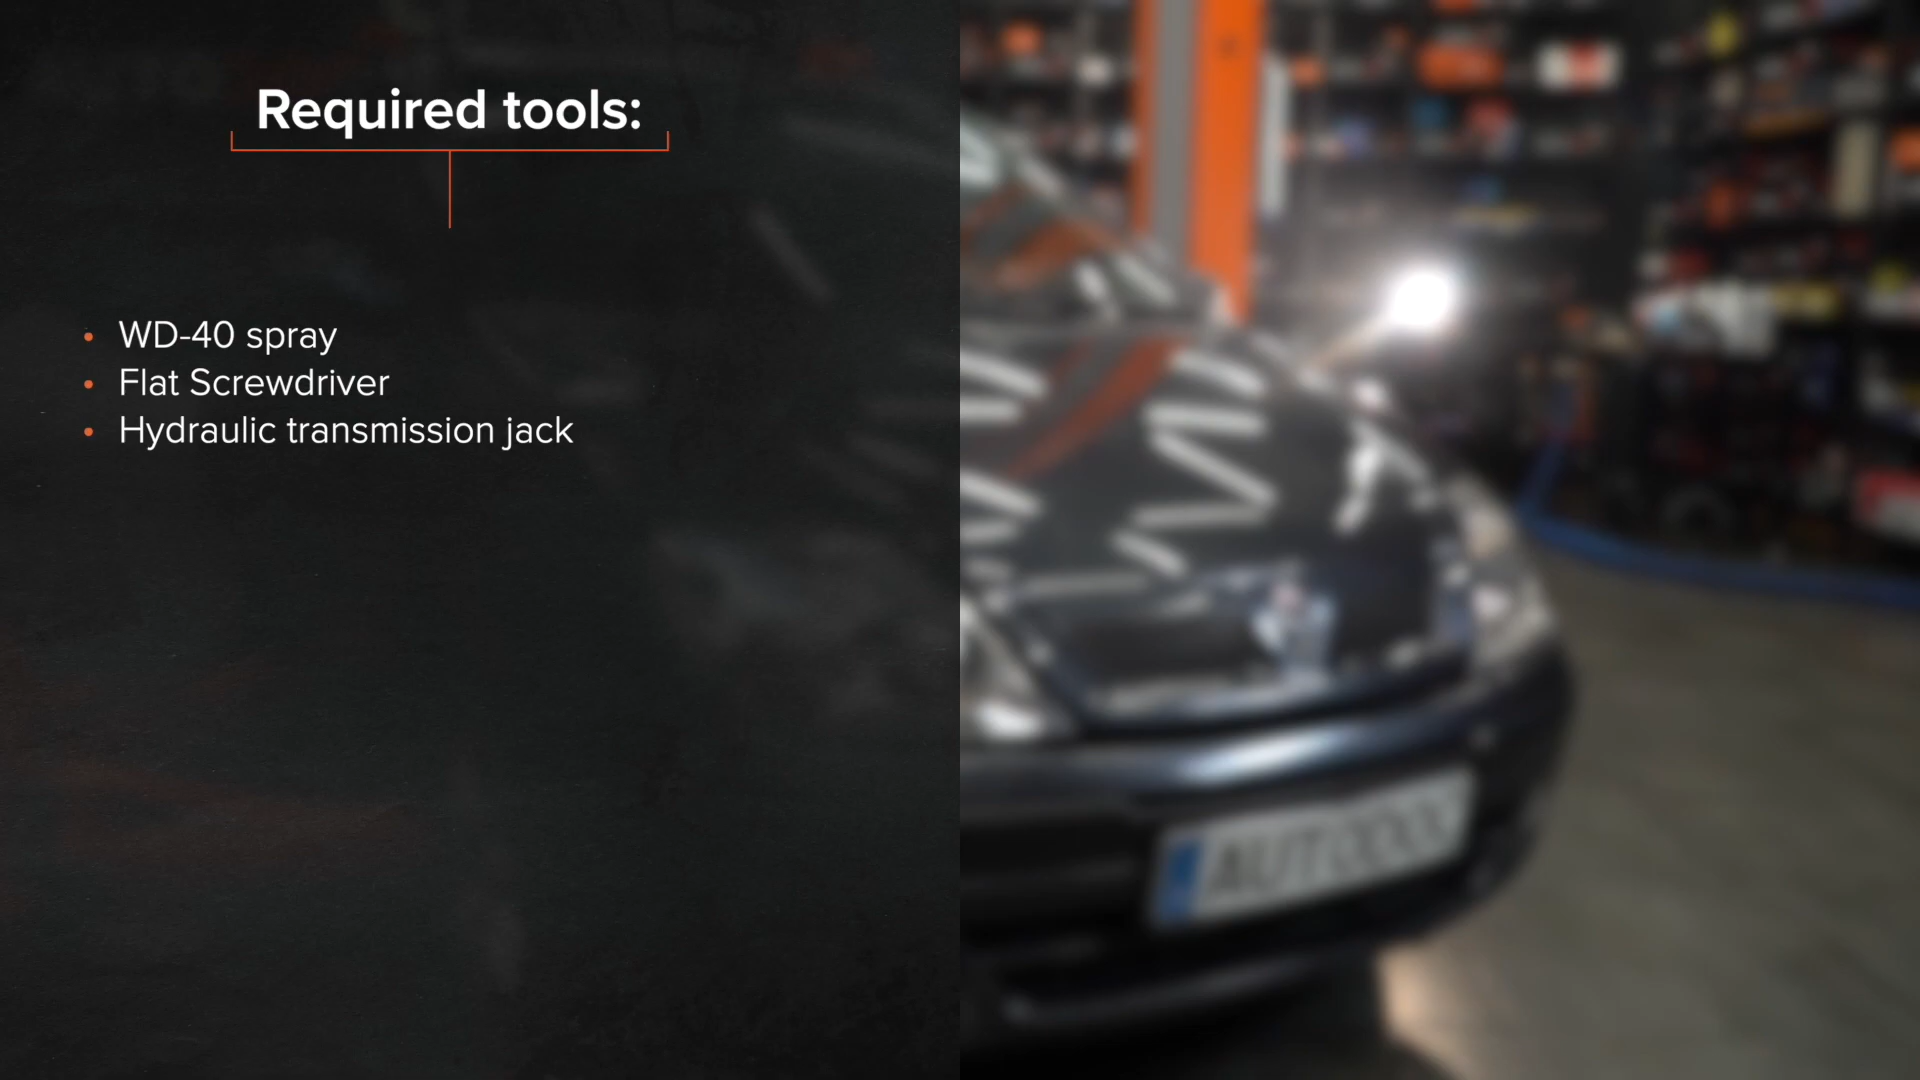 Required tools:
WD-40 spray
Flat Screwdriver
Hydraulic transmission jack